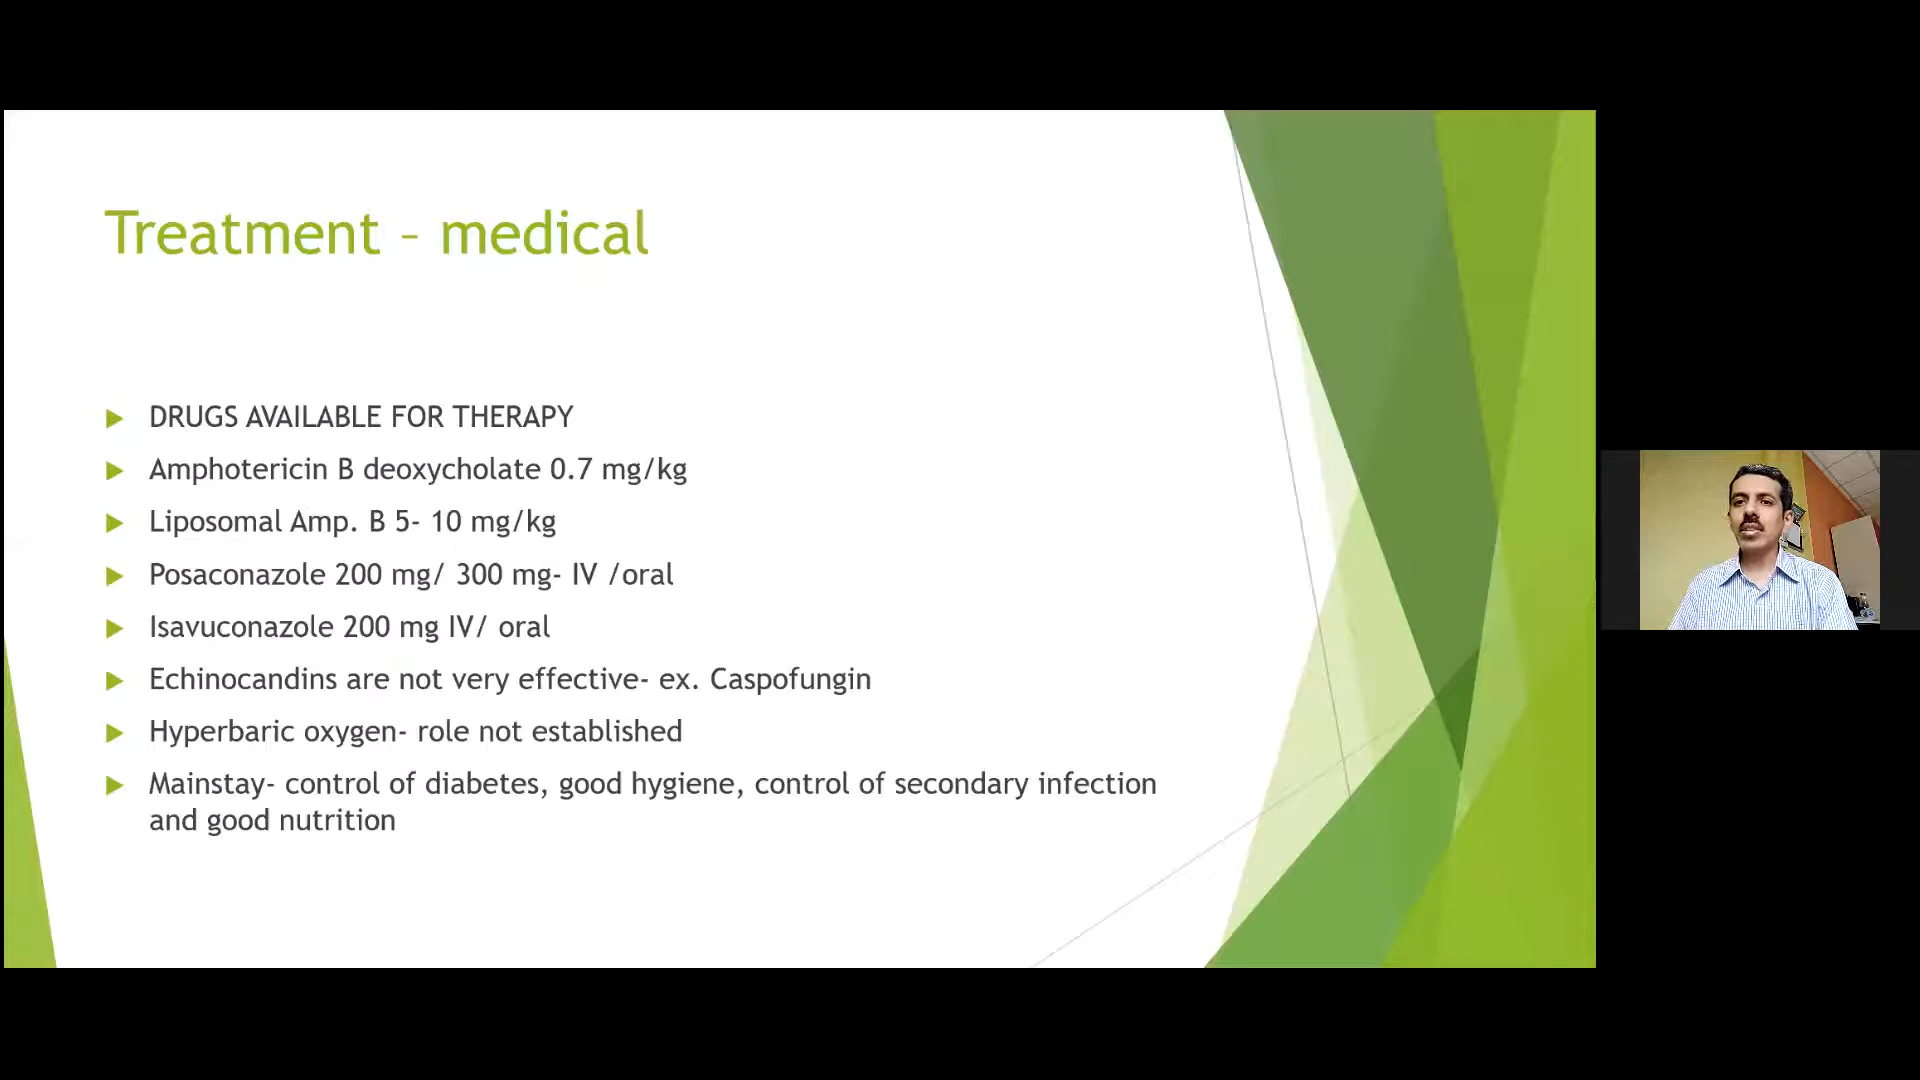 Treatment – medical
DRUGS AVAILABLE FOR THERAPY
Amphotericin B deoxycholate 0.7 mg/kg
Liposomal Amp. B 5- 10 mg/kg
Posaconazole 200 mg/ 300 mg- IV /oral
Isavuconazole 200 mg IV/ oral
Echinocandins are not very effective- ex. Caspofungin
Hyperbaric oxygen- role not established
Mainstay- control of diabetes, good hygiene, control of secondary infection
and good nutrition